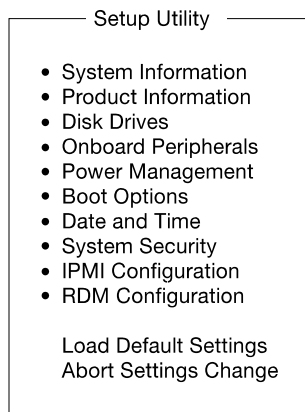 Setup Utility
• System Information
• Product Information
• Disk Drives
• Onboard Peripherals
• Power Management
• Boot Options
• Date and Time
• System Security
• IPMI Configuration
• RDM Configuration
Load Default Settings
Abort Settings Change